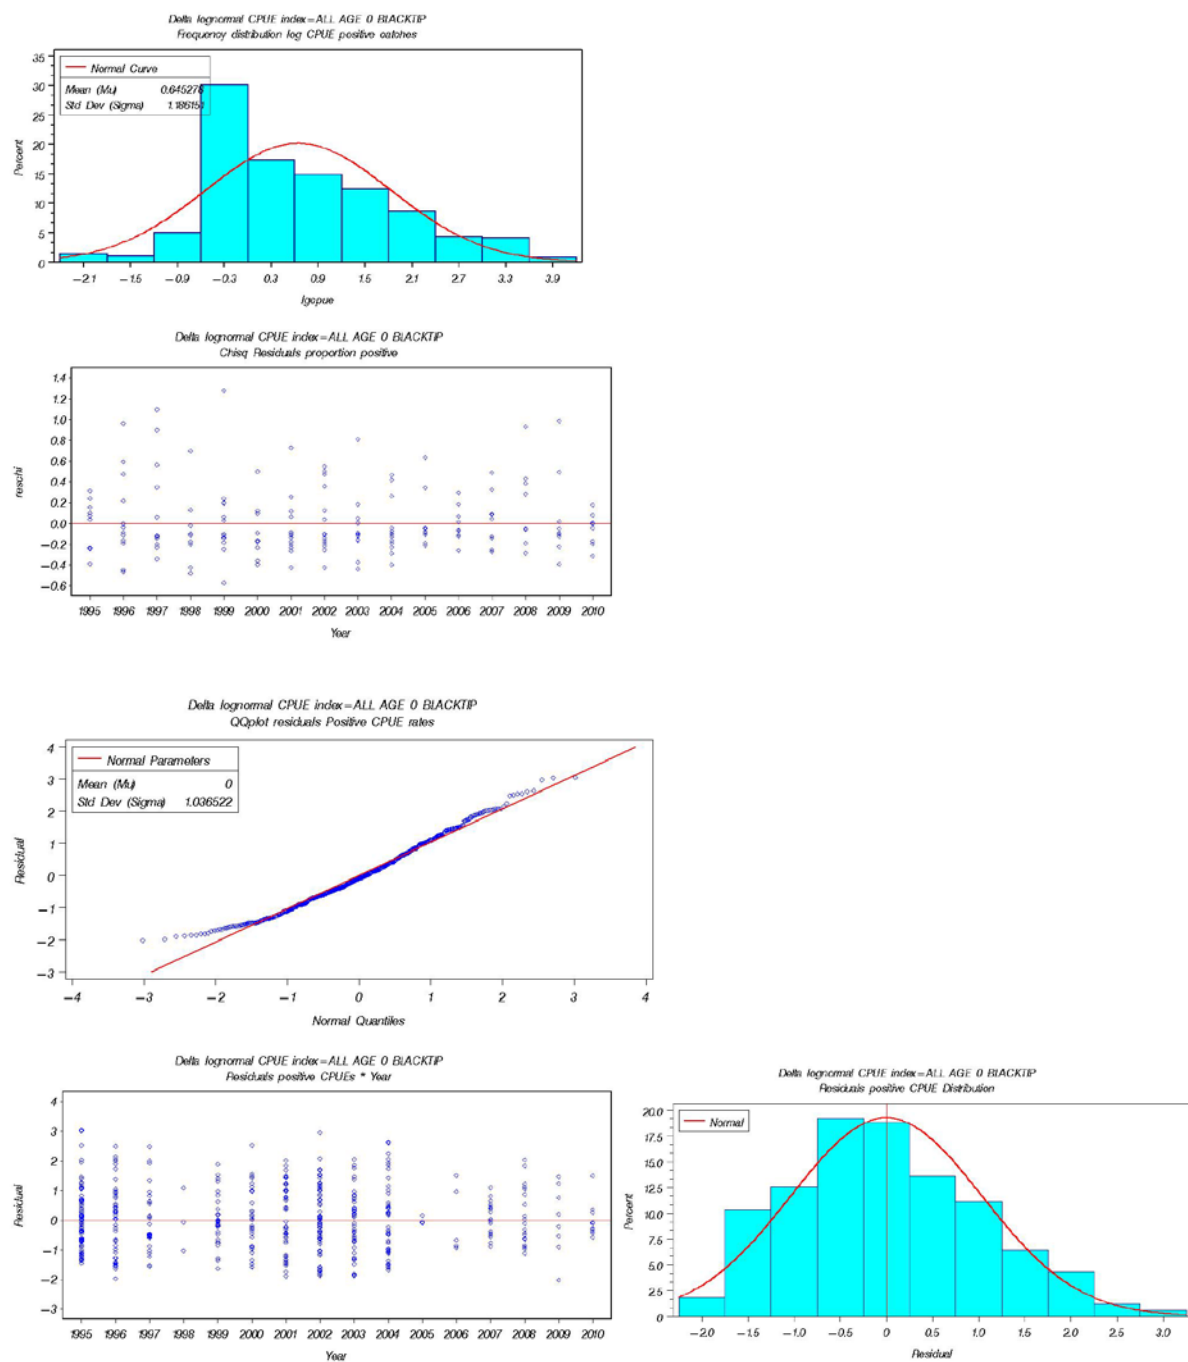 Delta lognormal CPUE index=ALL AGE 0 BLACKTIP
Frequency distribution log CPUE positive catches
35
30
25
20
15
10
5
0
Percent
Normal Curve
Mean (Mu) 0.645276
Std Dev (Sigma) 1.186151
−2.1 −1.5 −0.9 −0.3 0.3 0.9 1.5 2.1 2.7 3.3 3.9
lgcpue
Delta lognormal CPUE index=ALL AGE 0 BLACKTIP
Chisq Residuals proportion positive
1.4
1.2
1.0
0.8
0.6
0.4
0.2
0.0
−0.2
−0.4
−0.6
reschi
1995 1996 1997 1998 1999 2000 2001 2002 2003 2004 2005 2006 2007 2008 2009 2010
Year
Delta lognormal CPUE index=ALL AGE 0 BLACKTIP
QQplot residuals Positive CPUE rates
4
3
2
1
0
−1
−2
−3
Residual
Normal Parameters
Mean (Mu) 0
Std Dev (Sigma) 1.036522
−4 −3 −2 −1 0 1 2 3 4
Normal Quantiles
Delta lognormal CPUE index=ALL AGE 0 BLACKTIP
Residuals positive CPUEs * Year
4
3
2
1
0
−1
−2
−3
Residual
1995 1996 1997 1998 1999 2000 2001 2002 2003 2004 2005 2006 2007 2008 2009 2010
Year
Delta lognormal CPUE index=ALL AGE 0 BLACKTIP
Residuals positive CPUE Distribution
20.0
17.5
15.0
12.5
10.0
7.5
5.0
2.5
0
Percent
Normal
−2.0 −1.5 −1.0 −0.5 0 0.5 1.0 1.5 2.0 2.5 3.0
Residual